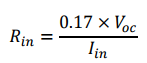 R_in = (0.17 × V_oc) / I_in